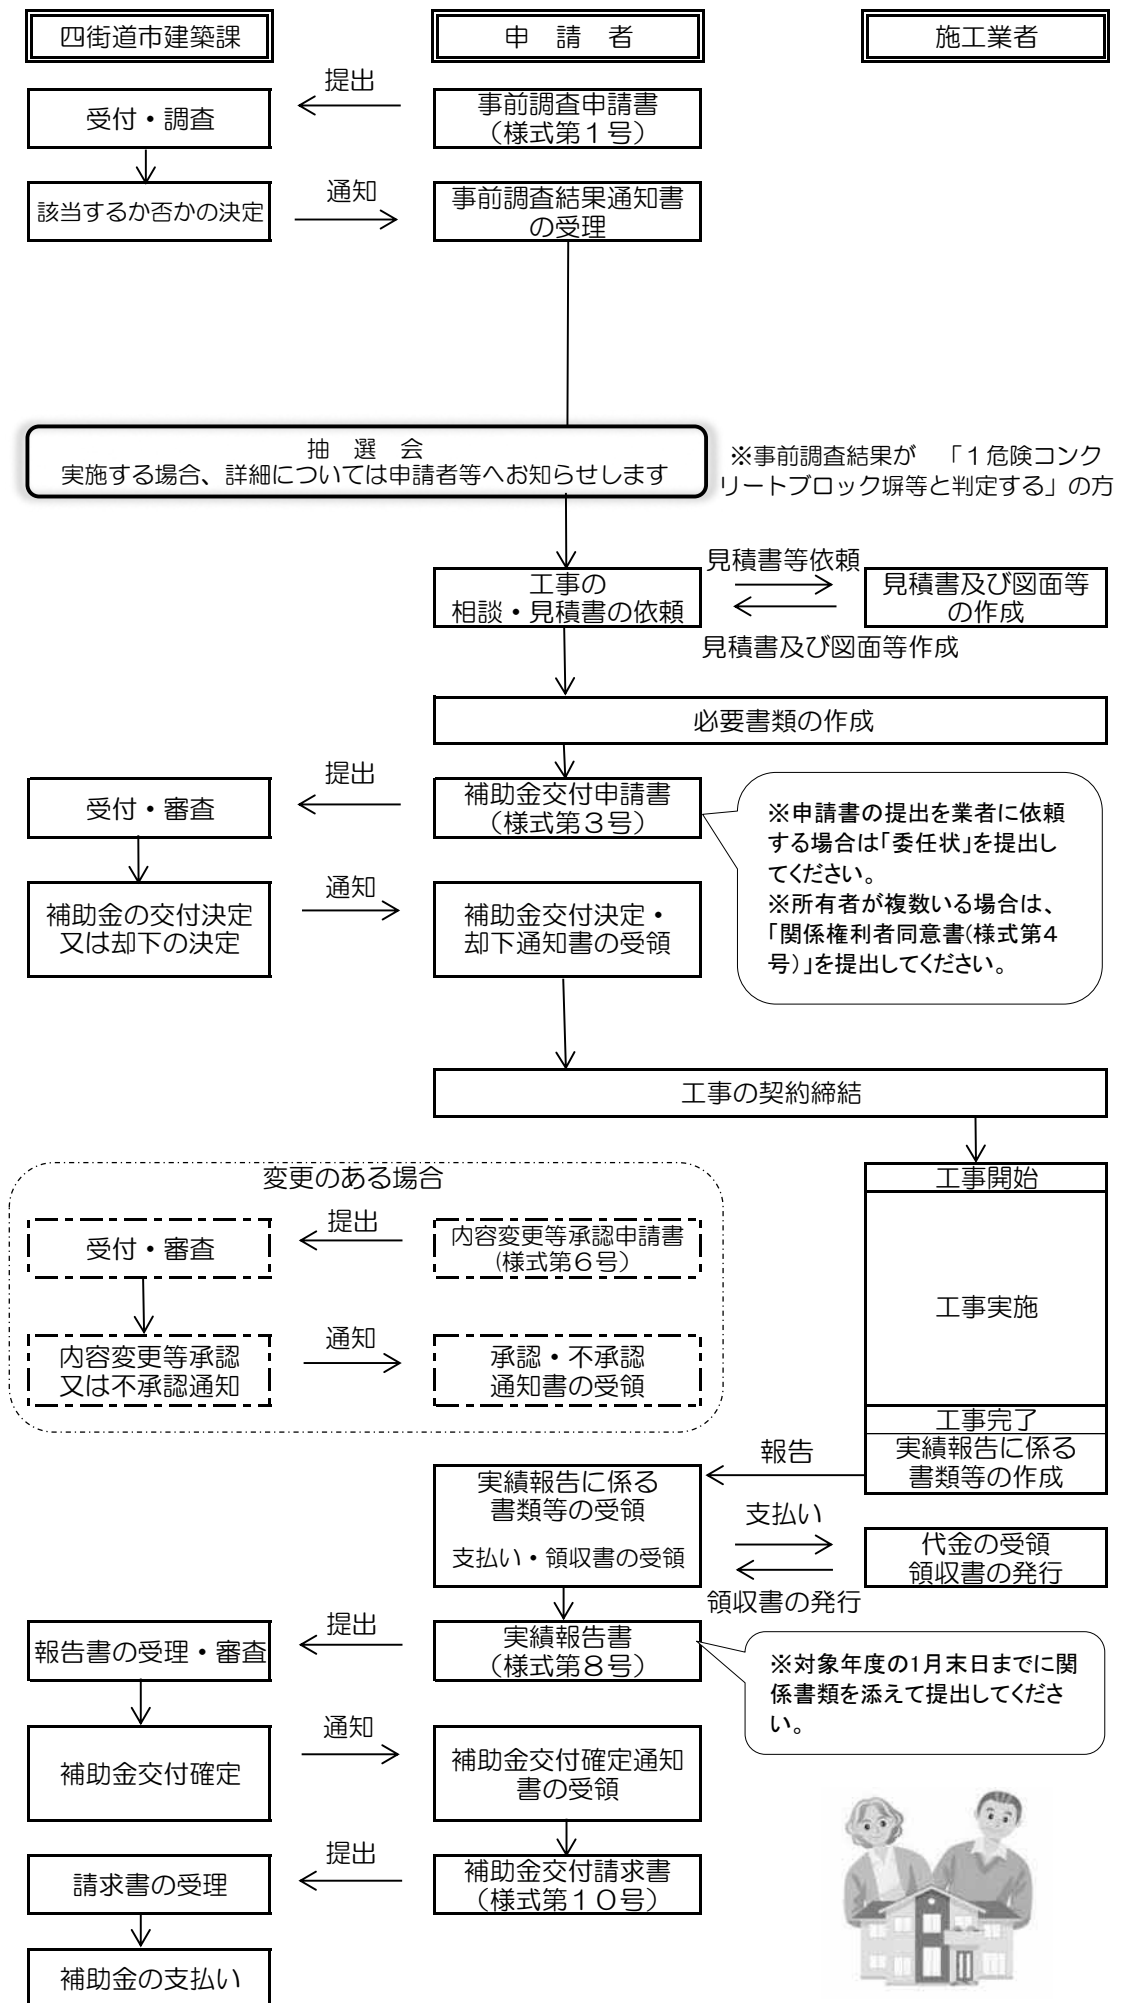 四街道市建築課
申　請　者
施工業者
提出
事前調査申請書
（様式第１号）
受付・調査
通知
該当するか否かの決定
事前調査結果通知書
の受理
抽　選　会
実施する場合、詳細については申請者等へお知らせします
※事前調査結果が　「１危険コンク
リートブロック塀等と判定する」の方
見積書等依頼
工事の
相談・見積書の依頼
見積書及び図面等
の作成
見積書及び図面等作成
必要書類の作成
提出
受付・審査
補助金交付申請書
（様式第３号）
※申請書の提出を業者に依頼
する場合は「委任状」を提出し
てください。
※所有者が複数いる場合は、
「関係権利者同意書(様式第４
号）」を提出してください。
通知
補助金の交付決定
又は却下の決定
補助金交付決定・
却下通知書の受領
工事の契約締結
変更のある場合
工事開始
提出
受付・審査
内容変更等承認申請書
(様式第６号）
工事実施
通知
内容変更等承認
又は不承認通知
承認・不承認
通知書の受領
工事完了
実績報告に係る
書類等の作成
報告
実績報告に係る
書類等の受領
支払い・領収書の受領
支払い
代金の受領
領収書の発行
領収書の発行
提出
報告書の受理・審査
実績報告書
（様式第８号）
※対象年度の1月末日までに関
係書類を添えて提出してくださ
い。
通知
補助金交付確定
補助金交付確定通知
書の受領
提出
請求書の受理
補助金交付請求書
（様式第１０号）
補助金の支払い